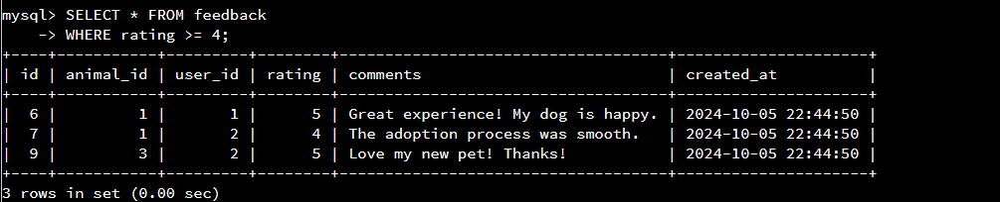 mysql> SELECT * FROM feedback
    -> WHERE rating >= 4;
+----+-----------+---------+--------+----------------------------------+---------------------+
| id | animal_id | user_id | rating | comments                         | created_at          |
+----+-----------+---------+--------+----------------------------------+---------------------+
|  6 |         1 |       1 |      5 | Great experience! My dog is happy. | 2024-10-05 22:44:50 |
|  7 |         1 |       2 |      4 | The adoption process was smooth.   | 2024-10-05 22:44:50 |
|  9 |         3 |       2 |      5 | Love my new pet! Thanks!           | 2024-10-05 22:44:50 |
+----+-----------+---------+--------+----------------------------------+---------------------+
3 rows in set (0.00 sec)